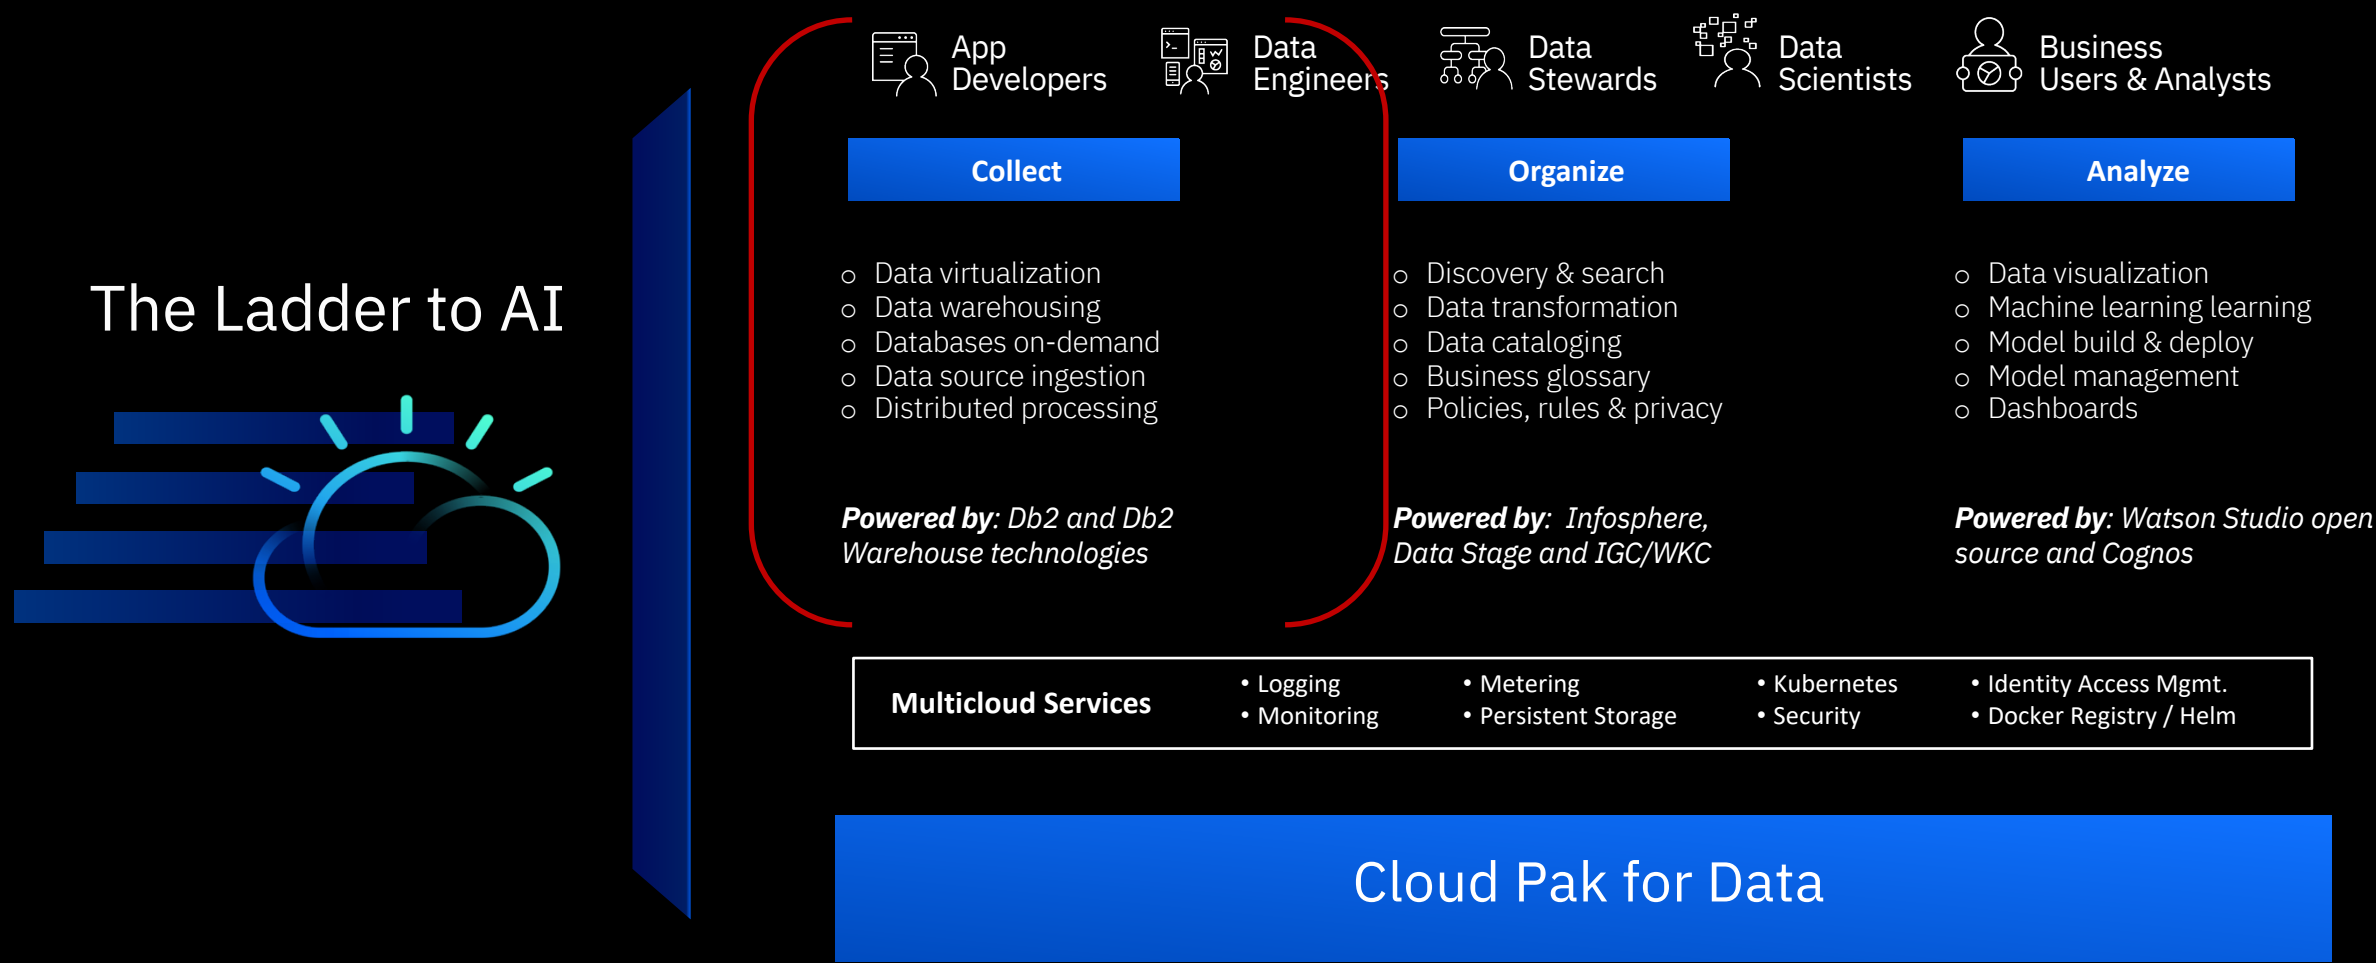 The Ladder to AI
App
Developers
Data
Engineers
Data
Stewards
Data
Scientists
Business
Users & Analysts
Collect
Data virtualization
Data warehousing
Databases on-demand
Data source ingestion
Distributed processing
Powered by: Db2 and Db2
Warehouse technologies
Organize
Discovery & search
Data transformation
Data cataloging
Business glossary
Policies, rules & privacy
Powered by: Infosphere,
Data Stage and IGC/WKC
Analyze
Data visualization
Machine learning learning
Model build & deploy
Model management
Dashboards
Powered by: Watson Studio open
source and Cognos
Multicloud Services
• Logging
• Monitoring
• Metering
• Persistent Storage
• Kubernetes
• Security
• Identity Access Mgmt.
• Docker Registry / Helm
Cloud Pak for Data